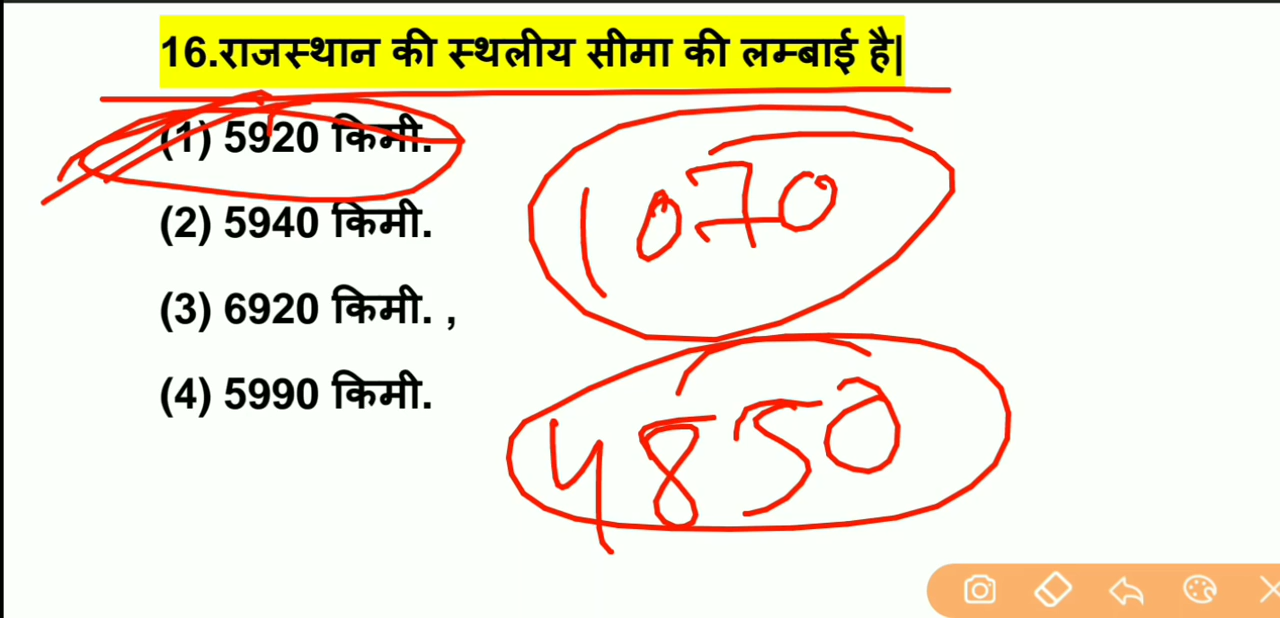 16.राजस्थान की स्थलीय सीमा की लम्बाई है|
(1) 5920 किमी.
(2) 5940 किमी.
(3) 6920 किमी. ,
(4) 5990 किमी.
1070
4850